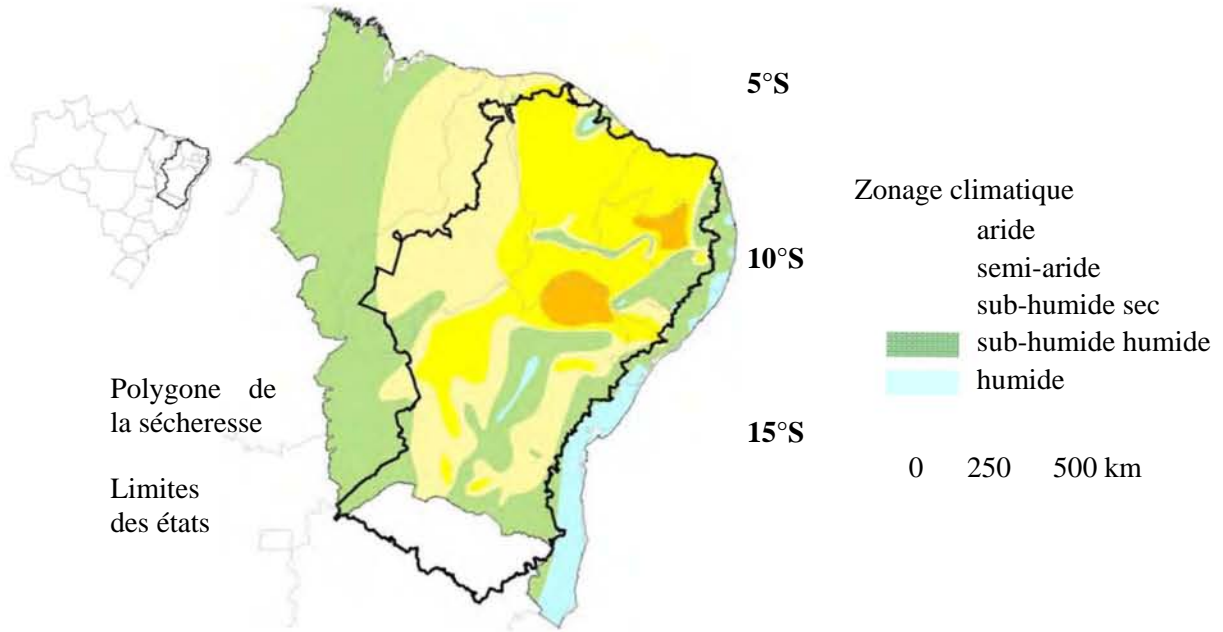 5°S
Zonage climatique
aride
semi-aride
10°S
sub-humide sec
sub-humide humide
humide
Polygone de
la sécheresse
15°S
0 250 500 km
Limites
des états